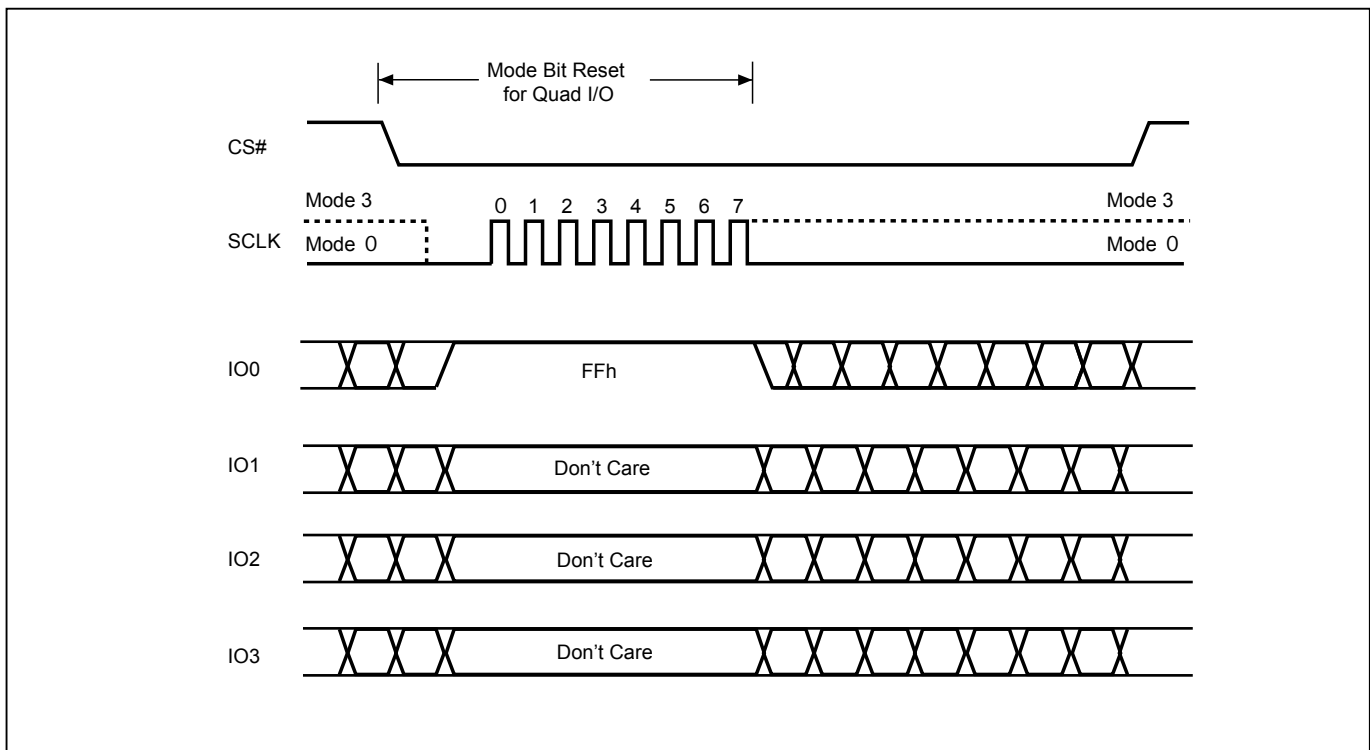 Mode Bit Reset
for Quad I/O
CS#
Mode 3
Mode 3
0 1 2 3 4 5 6 7
SCLK
Mode 0
Mode 0
IO0
FFh
IO1
Don't Care
IO2
Don't Care
IO3
Don't Care